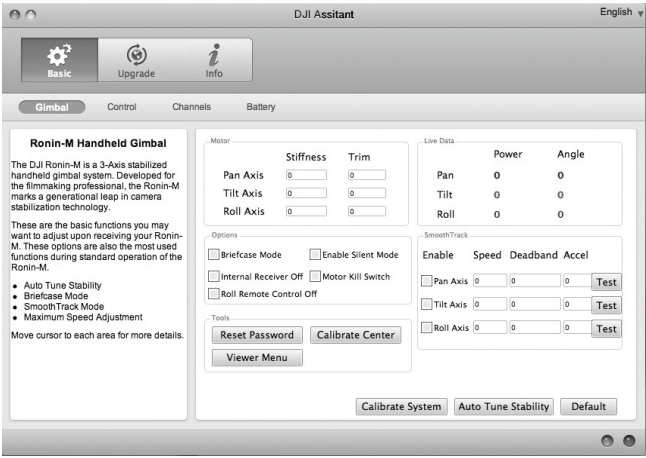 DJI Assitant
English
Basic
Upgrade
Info
Gimbal
Control
Channels
Battery
Ronin-M Handheld Gimbal
The DJI Ronin-M is a 3-Axis stabilized
handheld gimbal system. Developed for
the filmmaking professional, the Ronin-M
marks a generational leap in camera
stabilization technology.
These are the basic functions you may
want to adjust upon receiving your Ronin-
M. These options are also the most used
functions during standard operation of the
Ronin-M.
• Auto Tune Stability
• Briefcase Mode
• SmoothTrack Mode
• Maximum Speed Adjustment
Move cursor to each area for more details.
Motor
Stiffness Trim
Pan Axis 0 0
Tilt Axis 0 0
Roll Axis 0 0
Live Data
Power Angle
Pan 0 0
Tilt 0 0
Roll 0 0
Options
Briefcase Mode Enable Silent Mode
Internal Receiver Off Motor Kill Switch
Roll Remote Control Off
SmoothTrack
Enable Speed Deadband Accel
Pan Axis 0 0 0 Test
Tilt Axis 0 0 0 Test
Roll Axis 0 0 0 Test
Tools
Reset Password Calibrate Center
Viewer Menu
Calibrate System Auto Tune Stability Default